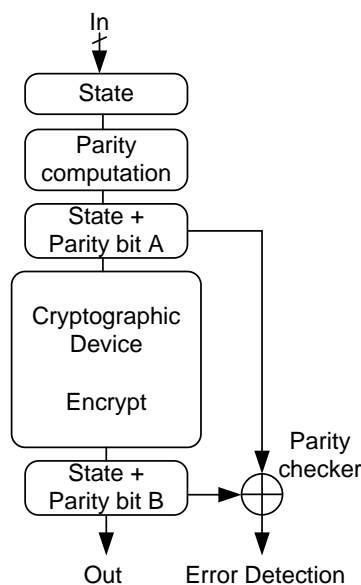 In
State
Parity
computation
State +
Parity bit A
Cryptographic
Device
Encrypt
Parity
checker
State +
Parity bit B
Out
Error Detection